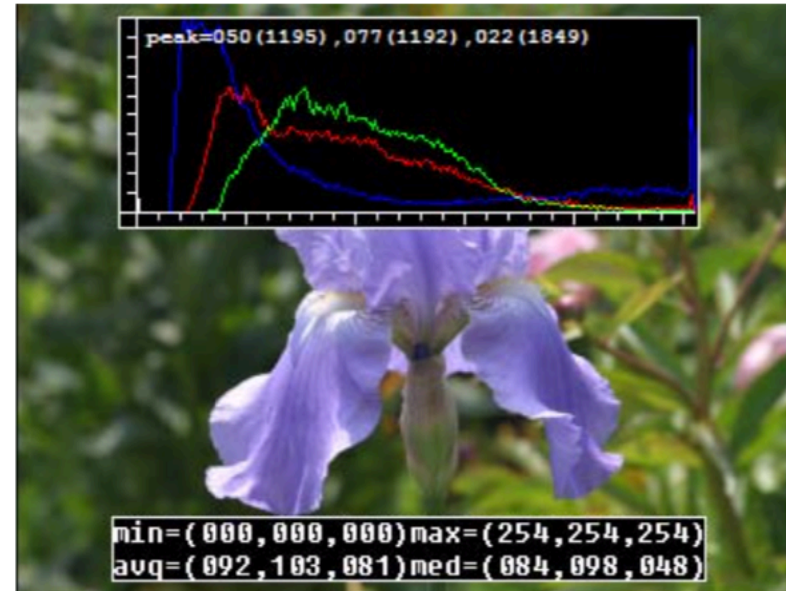 peak=050(1195),077(1192),022(1849)
min=(000,000,000)max=(254,254,254)
avg=(092,103,081)med=(084,098,048)